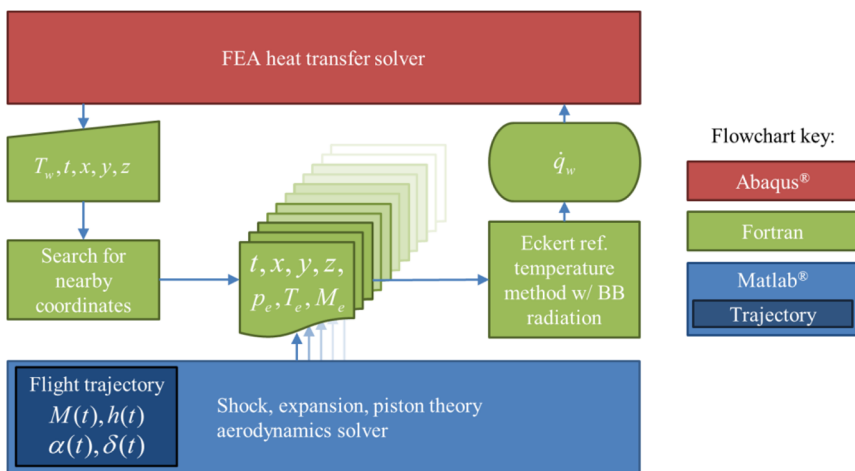 FEA heat transfer solver
T_w, t, x, y, z
q̇_w
Search for
nearby
coordinates
t, x, y, z,
p_e, T_e, M_e
Eckert ref.
temperature
method w/ BB
radiation
Flight trajectory
M(t), h(t)
α(t), δ(t)
Shock, expansion, piston theory
aerodynamics solver
Flowchart key:
Abaqus®
Fortran
Matlab®
Trajectory